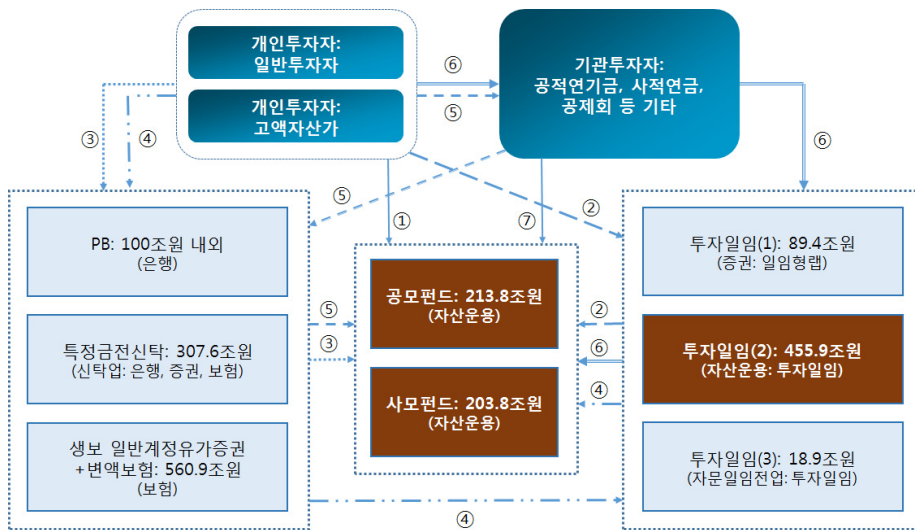 개인투자자:
일반투자자
개인투자자:
고액자산가
기관투자자:
공적연기금, 사적연금,
공제회 등 기타
⑥
⑤
③
④
⑥
⑤
①
⑦
②
PB: 100조원 내외
(은행)
특정금전신탁: 307.6조원
(신탁업: 은행, 증권, 보험)
생보 일반계정유가증권
+변액보험: 560.9조원
(보험)
⑤
③
공모펀드: 213.8조원
(자산운용)
사모펀드: 203.8조원
(자산운용)
②
⑥
④
투자일임(1): 89.4조원
(증권: 일임형랩)
투자일임(2): 455.9조원
(자산운용: 투자일임)
투자일임(3): 18.9조원
(자문일임전업: 투자일임)
④